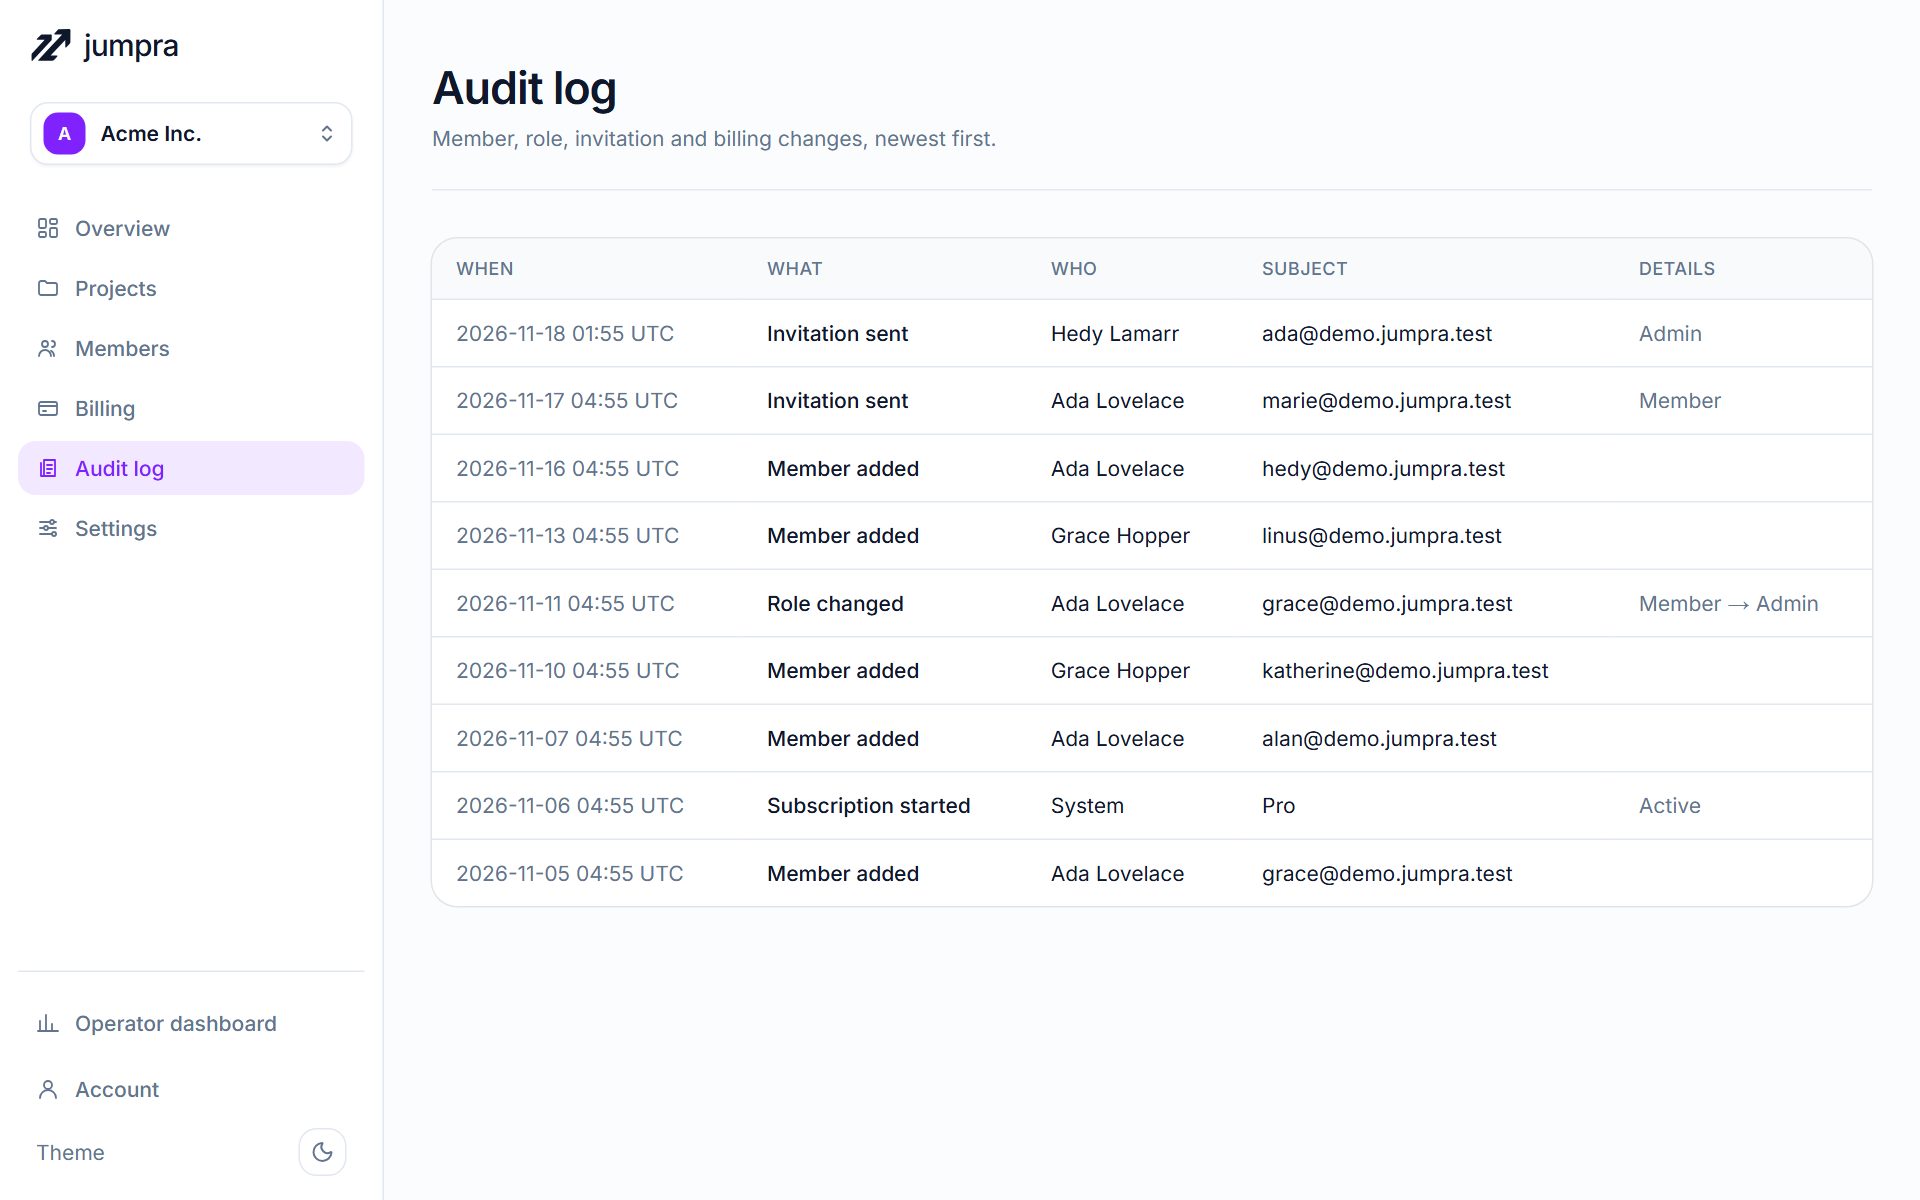 jumpra
A Acme Inc.
Overview
Projects
Members
Billing
Audit log
Settings
Operator dashboard
Account
Theme
Audit log
Member, role, invitation and billing changes, newest first.
WHEN WHAT WHO SUBJECT DETAILS
2026-11-18 01:55 UTC Invitation sent Hedy Lamarr ada@demo.jumpra.test Admin
2026-11-17 04:55 UTC Invitation sent Ada Lovelace marie@demo.jumpra.test Member
2026-11-16 04:55 UTC Member added Ada Lovelace hedy@demo.jumpra.test
2026-11-13 04:55 UTC Member added Grace Hopper linus@demo.jumpra.test
2026-11-11 04:55 UTC Role changed Ada Lovelace grace@demo.jumpra.test Member → Admin
2026-11-10 04:55 UTC Member added Grace Hopper katherine@demo.jumpra.test
2026-11-07 04:55 UTC Member added Ada Lovelace alan@demo.jumpra.test
2026-11-06 04:55 UTC Subscription started System Pro Active
2026-11-05 04:55 UTC Member added Ada Lovelace grace@demo.jumpra.test